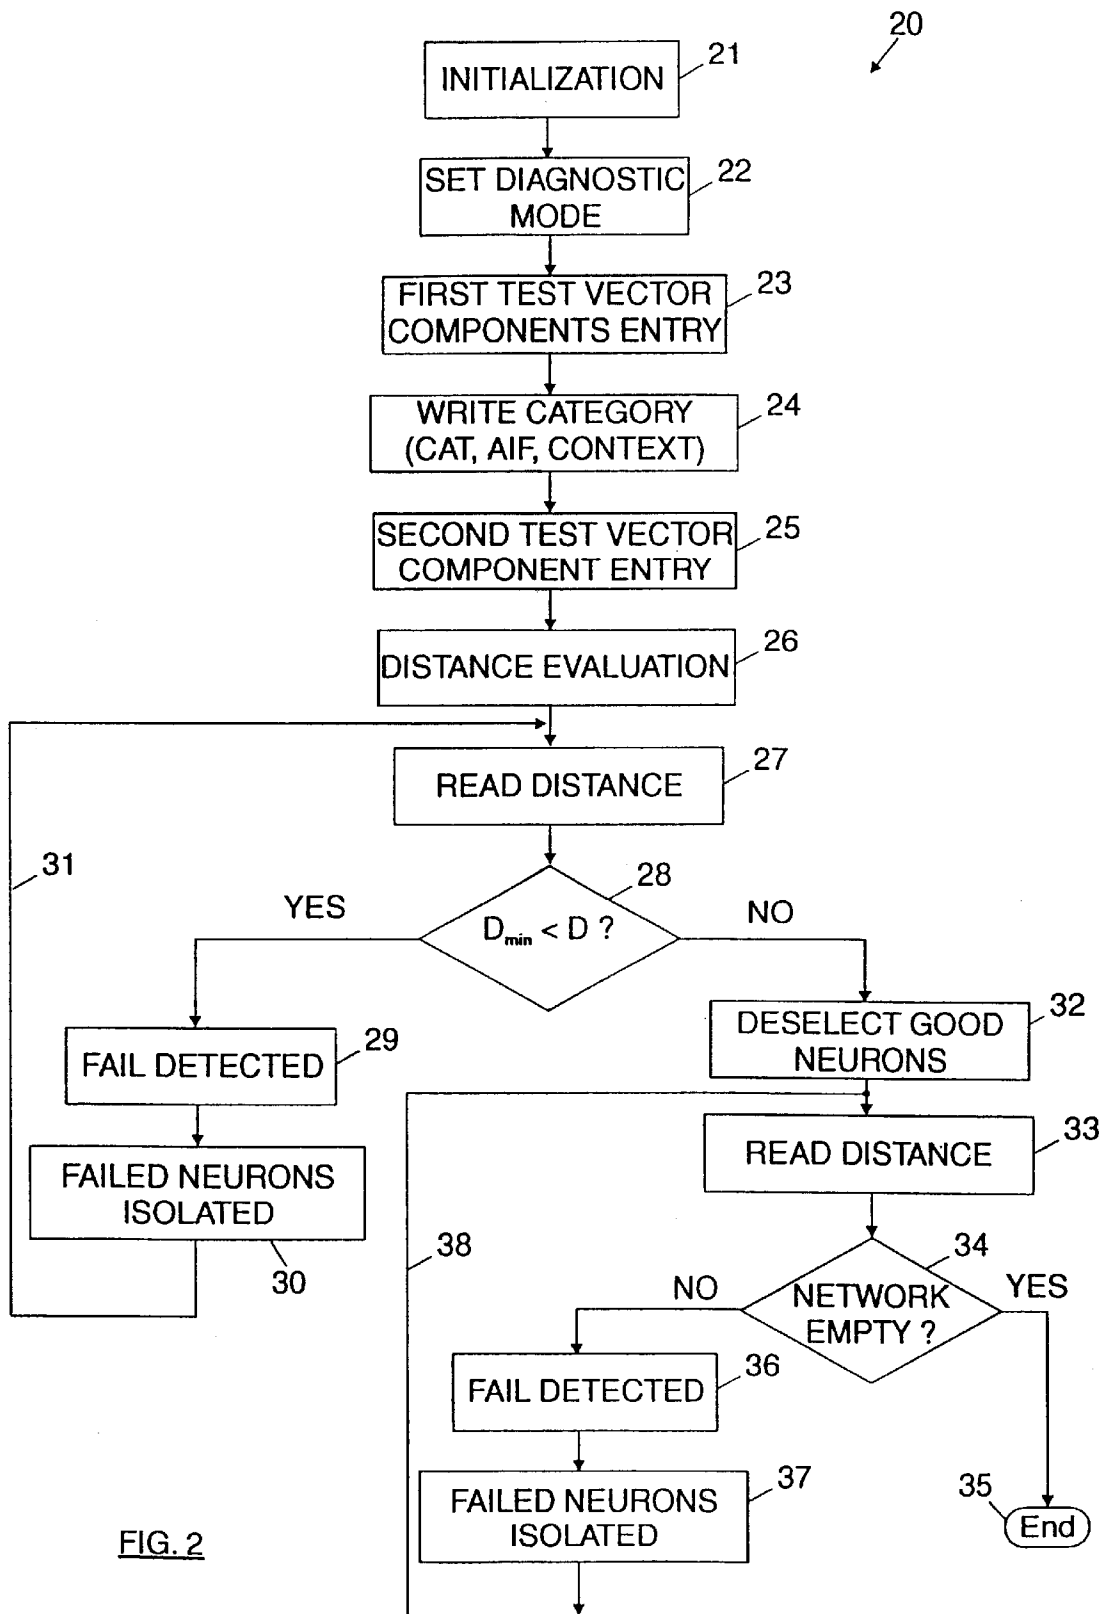 20
INITIALIZATION
21
SET DIAGNOSTIC
MODE
22
FIRST TEST VECTOR
COMPONENTS ENTRY
23
WRITE CATEGORY
(CAT, AIF, CONTEXT)
24
SECOND TEST VECTOR
COMPONENT ENTRY
25
DISTANCE EVALUATION
26
READ DISTANCE
27
31
28
YES
Dmin < D ?
NO
FAIL DETECTED
29
DESELECT GOOD
NEURONS
32
FAILED NEURONS
ISOLATED
30
READ DISTANCE
33
38
34
NO
NETWORK
EMPTY ?
YES
FAIL DETECTED
36
FAILED NEURONS
ISOLATED
37
35
End
FIG. 2